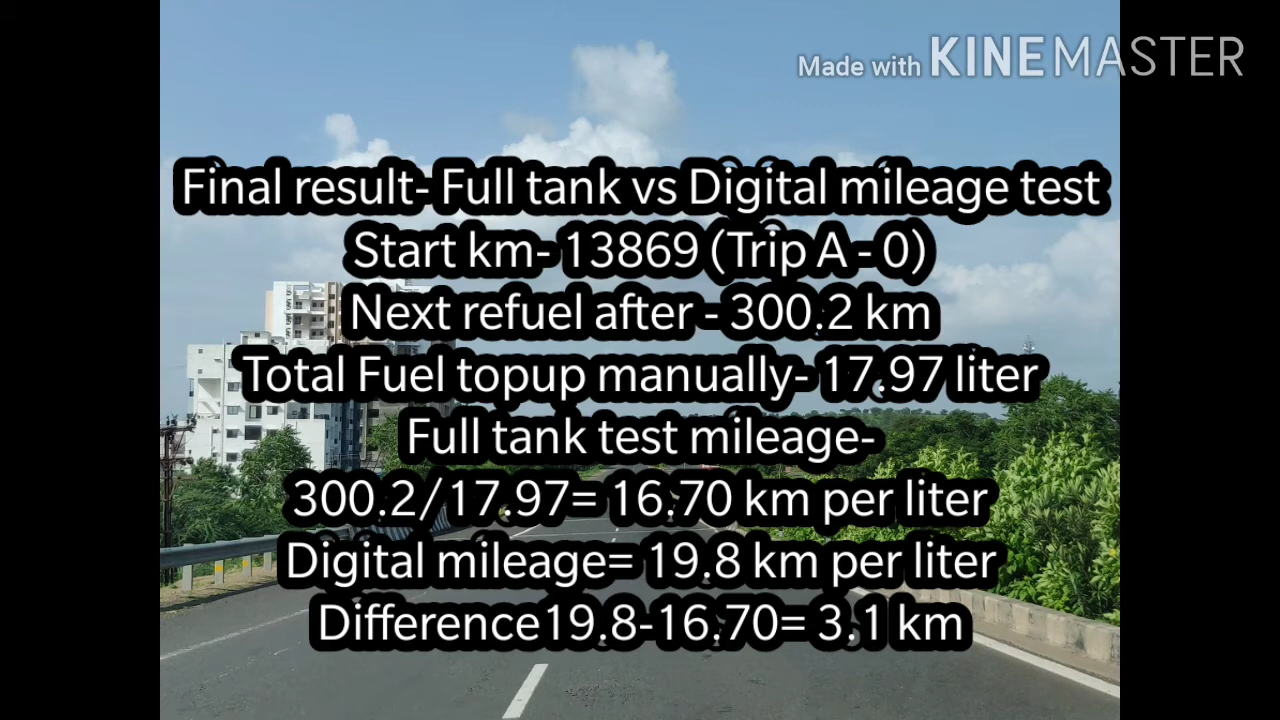 Made with KINEMASTER
Final result- Full tank vs Digital mileage test
Start km- 13869 (Trip A - 0)
Next refuel after - 300.2 km
Total Fuel topup manually- 17.97 liter
Full tank test mileage-
300.2/17.97= 16.70 km per liter
Digital mileage= 19.8 km per liter
Difference19.8-16.70= 3.1 km